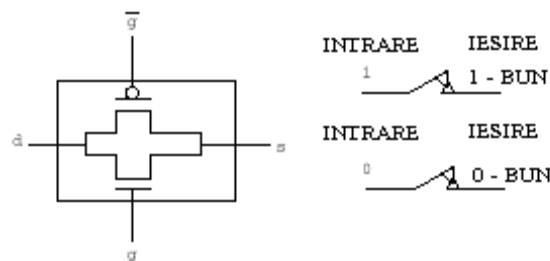 g
d
s
g
INTRARE IESIRE
1 1 - BUN
INTRARE IESIRE
0 0 - BUN